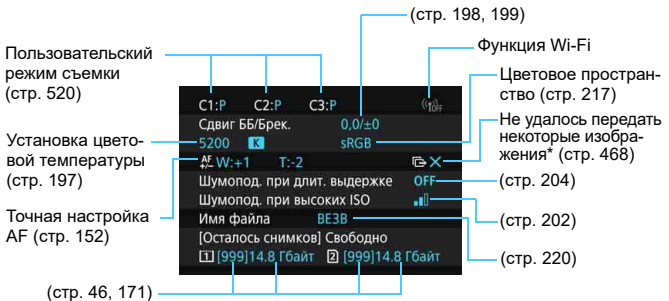 (стр. 198, 199)
Пользовательский
режим съемки
(стр. 520)
Функция Wi-Fi
Цветовое простран-
ство (стр. 217)
Не удалось передать
некоторые изобра-
жения* (стр. 468)
Установка цвето-
вой температуры
(стр. 197)
Точная настройка
AF (стр. 152)
C1:P C2:P C3:P OFF
Сдвиг ББ/Брек. 0,0/±0
5200 K sRGB
AF +/- W:+1 T:-2
Шумопод. при длит. выдержке OFF
Шумопод. при высоких ISO
Имя файла BE3B
[Осталось снимков] Свободно
1 [999]14.8 Гбайт 2 [999]14.8 Гбайт
(стр. 204)
(стр. 202)
(стр. 220)
(стр. 46, 171)